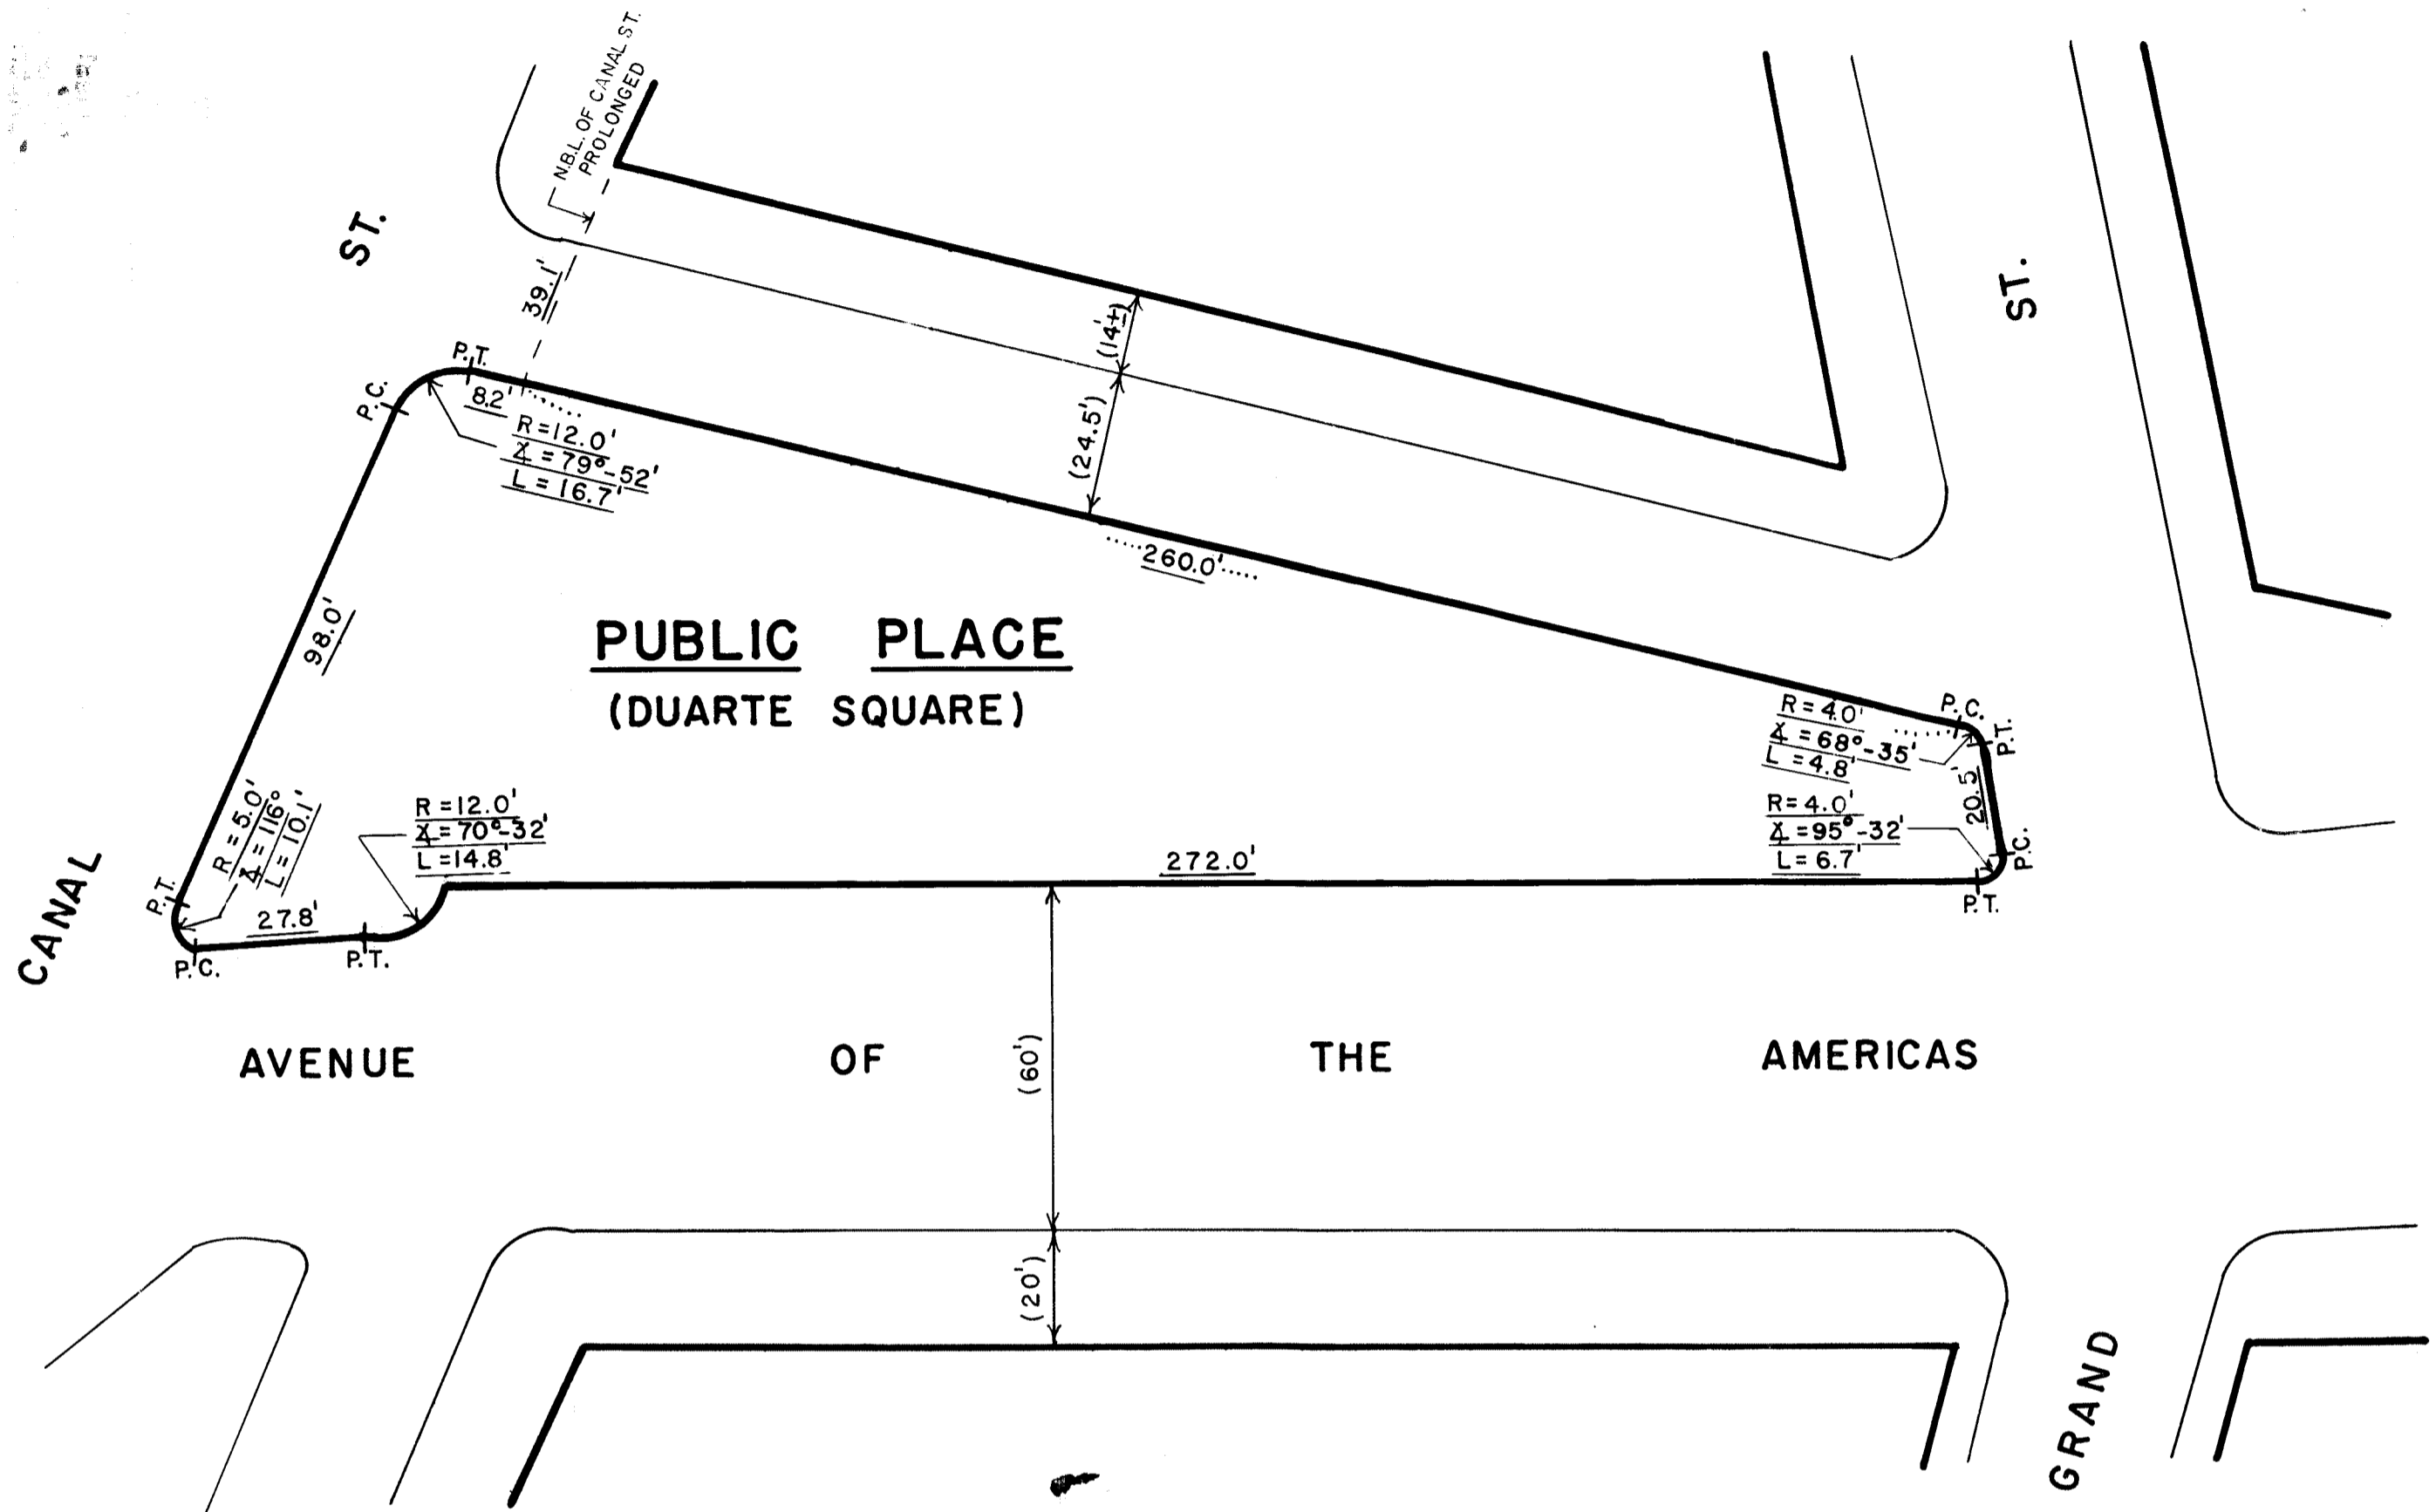 N.B.L. OF CANAL ST.
PROLONGED
ST.
ST.
39.1'
(14'±)
P.T.
P.C.
8.2'
R=12.0'
∡=79°-52'
L=16.7'
(24.5')
260.0'
98.0'
PUBLIC PLACE
(DUARTE SQUARE)
R=4.0'
∡=68°-35'
L=4.8'
P.C.
P.T.
20.5'
R=5.0'
∡=116°
L=10.1'
R=12.0'
∡=70°-32'
L=14.8'
272.0'
R=4.0'
∡=95°-32'
L=6.7'
P.C.
P.T.
P.T.
27.8'
P.C.
P.T.
CANAL
AVENUE OF THE AMERICAS
(60')
(20')
GRAND